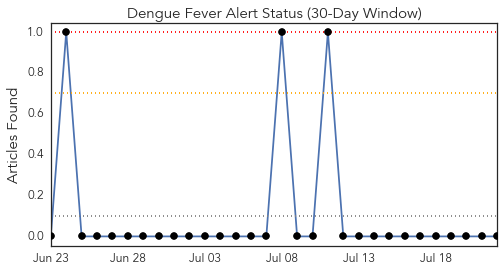 Dengue Fever Alert Status (30-Day Window)
Articles Found
1.0
0.8
0.6
0.4
0.2
0.0
Jun 23 Jun 28 Jul 03 Jul 08 Jul 13 Jul 18